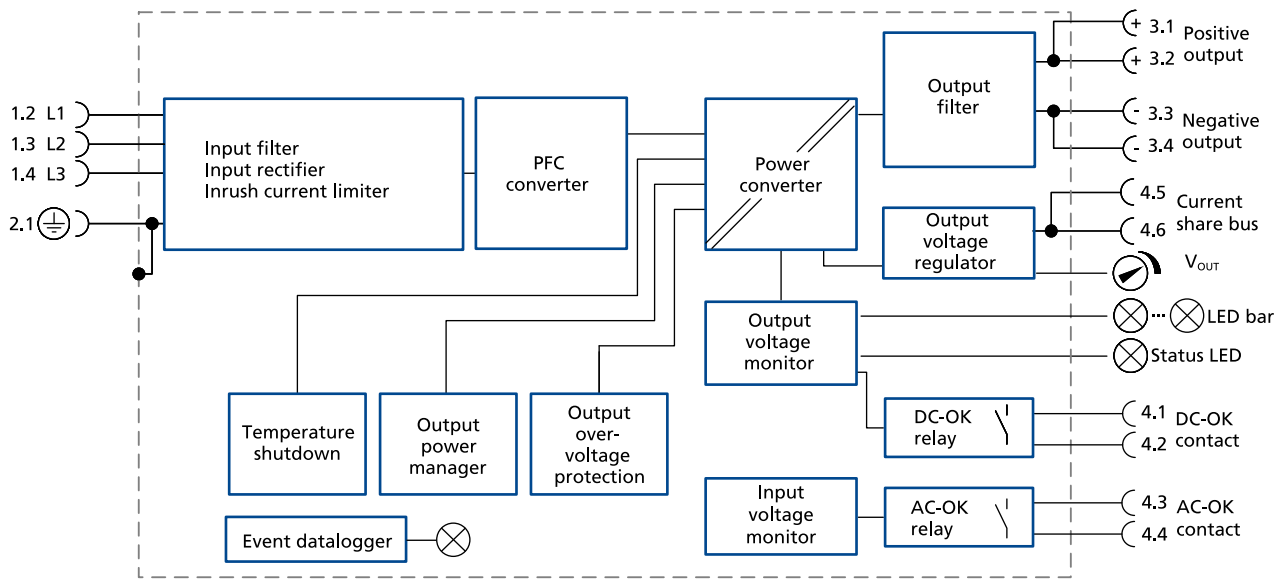 1.2 L1
1.3 L2
1.4 L3
2.1
Input filter
Input rectifier
Inrush current limiter
PFC
converter
Power
converter
Output
filter
+ 3.1
+ 3.2
Positive
output
- 3.3
- 3.4
Negative
output
Output
voltage
regulator
4.5
4.6
Current
share bus
VOUT
Output
voltage
monitor
LED bar
Status LED
Temperature
shutdown
Output
power
manager
Output
over-
voltage
protection
DC-OK
relay
4.1
4.2
DC-OK
contact
Input
voltage
monitor
AC-OK
relay
4.3
4.4
AC-OK
contact
Event datalogger